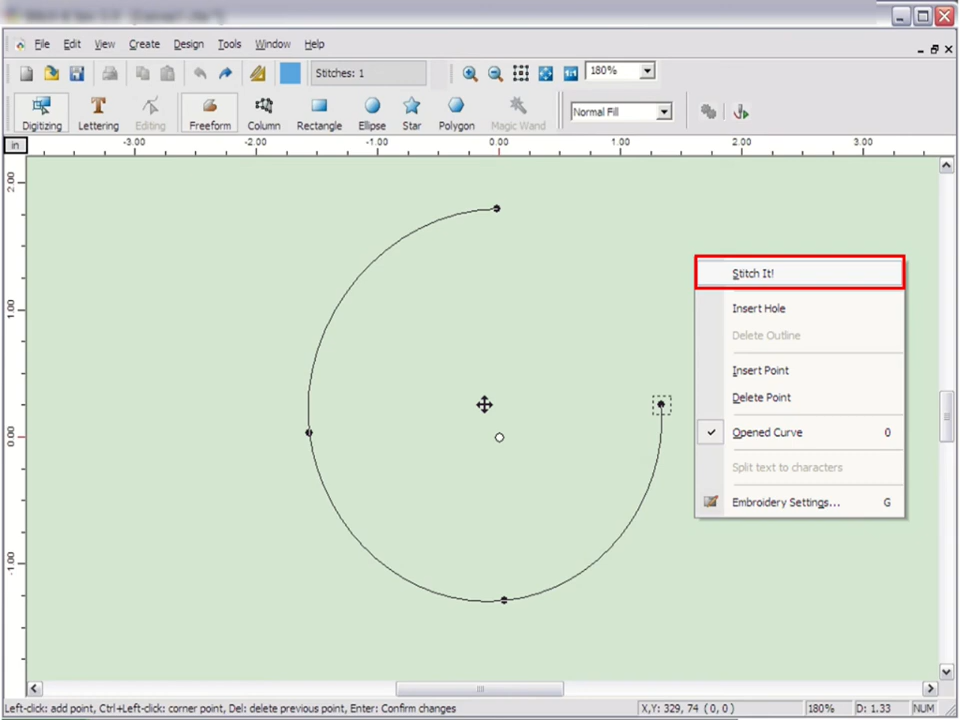 File Edit View Create Design Tools Window Help
Stitches: 1 180%
Digitizing Lettering Editing Freeform Column Rectangle Ellipse Star Polygon Magic Wand Normal Fill
in -3.00 -2.00 -1.00 0.00 1.00 2.00 3.00
2.00
1.00
0.00
-1.00
Stitch It!
Insert Hole
Delete Outline
Insert Point
Delete Point
Opened Curve 0
Split text to characters
Embroidery Settings... G
Left-click: add point, Ctrl+Left-click: corner point, Del: delete previous point, Enter: Confirm changes X,Y: 329, 74 (0, 0) 180% D: 1.33 NUM